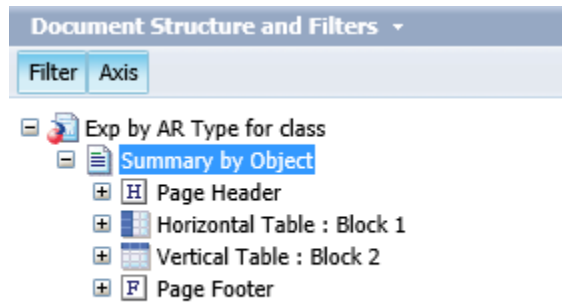 Document Structure and Filters
Filter Axis
Exp by AR Type for class
Summary by Object
H Page Header
Horizontal Table : Block 1
Vertical Table : Block 2
F Page Footer